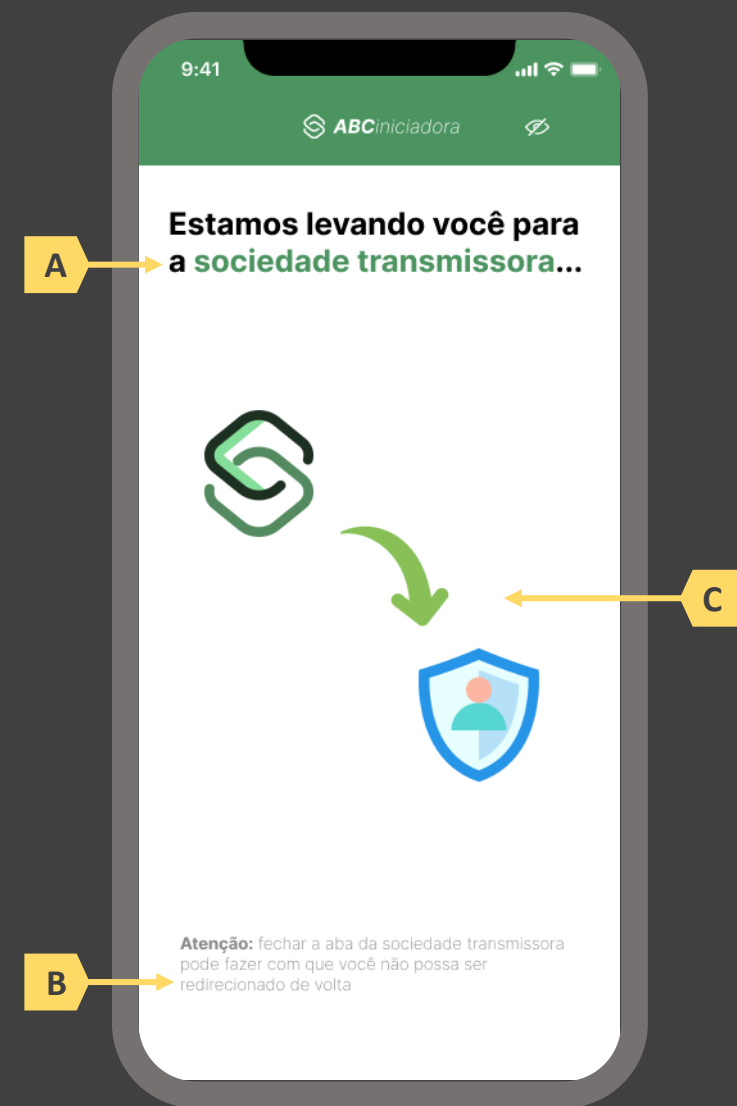 9:41
ABCiniciadora
Estamos levando você para
a sociedade transmissora...
A
C
Atenção: fechar a aba da sociedade transmissora
pode fazer com que você não possa ser
redirecionado de volta
B